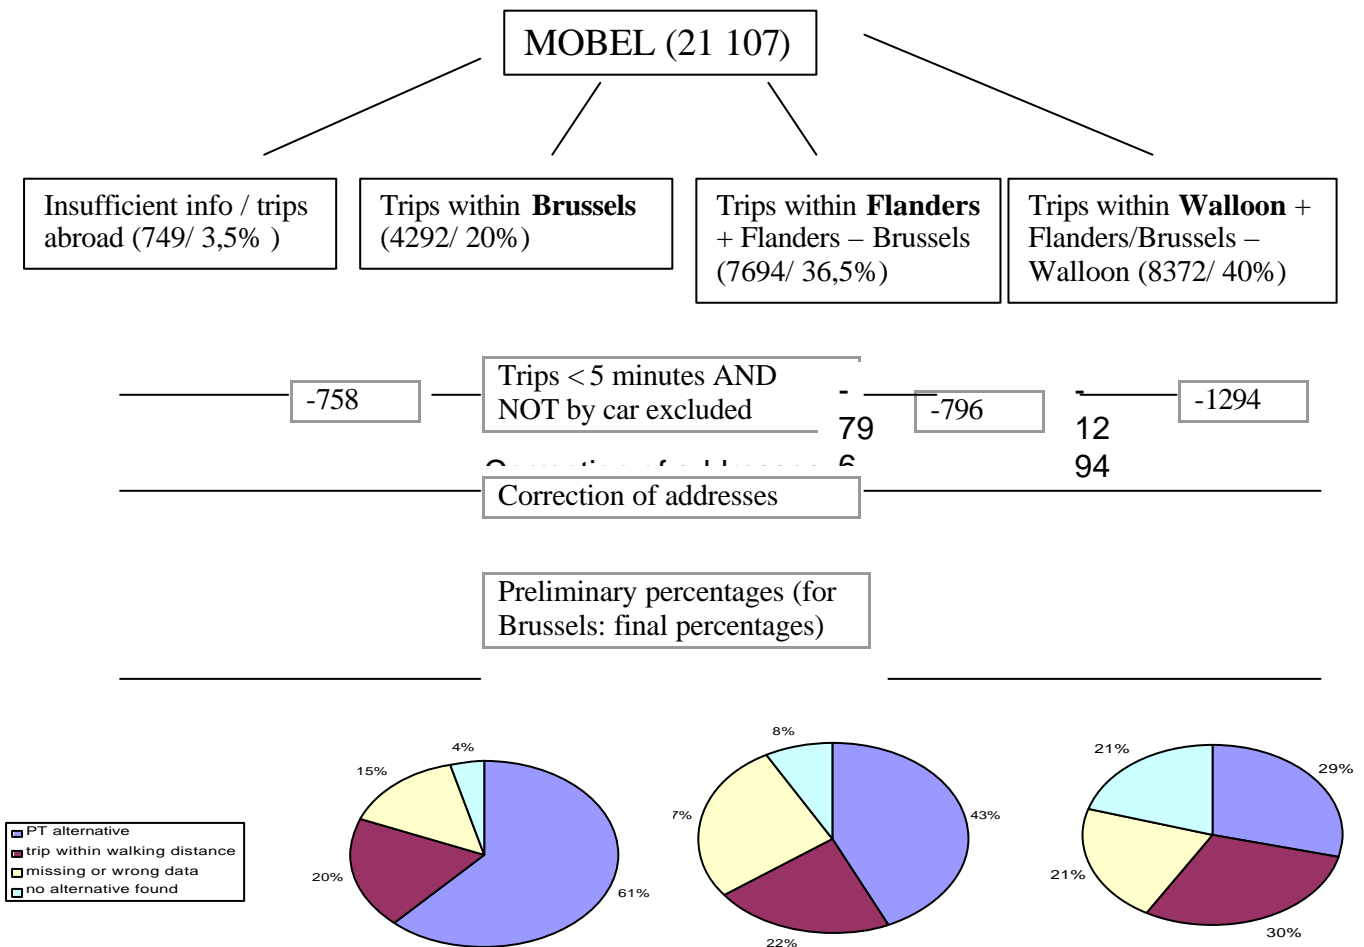 MOBEL (21 107)
Insufficient info / trips
abroad (749/ 3,5% )
Trips within Brussels
(4292/ 20%)
Trips within Flanders
+ Flanders – Brussels
(7694/ 36,5%)
Trips within Walloon +
Flanders/Brussels –
Walloon (8372/ 40%)
-758
Trips < 5 minutes AND
NOT by car excluded
-
79
6
-796
-
12
94
-1294
Correction of addresses
Preliminary percentages (for
Brussels: final percentages)
PT alternative
trip within walking distance
missing or wrong data
no alternative found
4%
15%
20%
61%
8%
7%
43%
22%
21%
29%
21%
30%